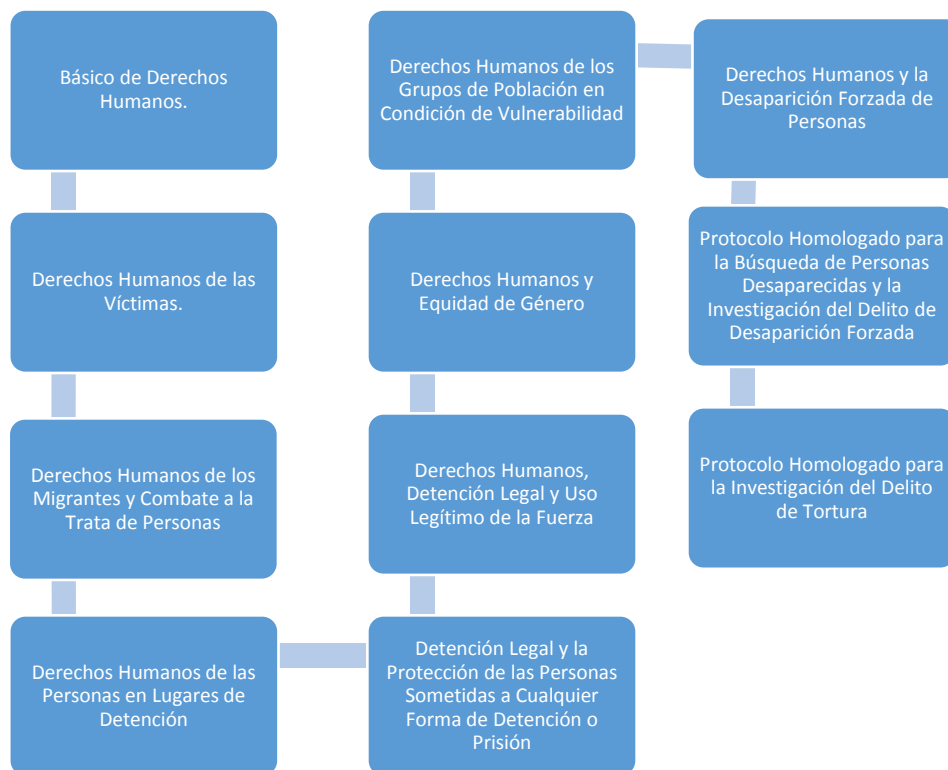 Básico de Derechos
Humanos.
Derechos Humanos de las
Víctimas.
Derechos Humanos de los
Migrantes y Combate a la
Trata de Personas
Derechos Humanos de las
Personas en Lugares de
Detención
Detención Legal y la
Protección de las Personas
Sometidas a Cualquier
Forma de Detención o
Prisión
Derechos Humanos,
Detención Legal y Uso
Legítimo de la Fuerza
Derechos Humanos y
Equidad de Género
Derechos Humanos de los
Grupos de Población en
Condición de Vulnerabilidad
Derechos Humanos y la
Desaparición Forzada de
Personas
Protocolo Homologado para
la Búsqueda de Personas
Desaparecidas y la
Investigación del Delito de
Desaparición Forzada
Protocolo Homologado para
la Investigación del Delito
de Tortura